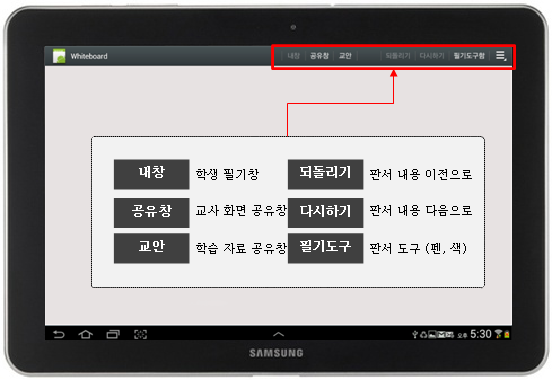 Whiteboard
내창 공유창 교안 되돌리기 다시하기 필기도구함
내창 학생 필기창 되돌리기 판서 내용 이전으로
공유창 교사 화면 공유창 다시하기 판서 내용 다음으로
교안 학습 자료 공유창 필기도구 판서 도구 (펜, 색)
오후 5:30
SAMSUNG